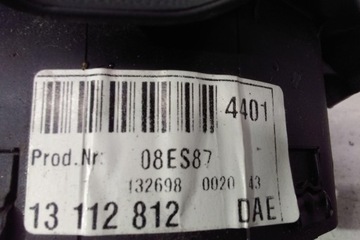 4401
Prod.Nr: 08ES87
132698 0020 43
13 112 812 DAE